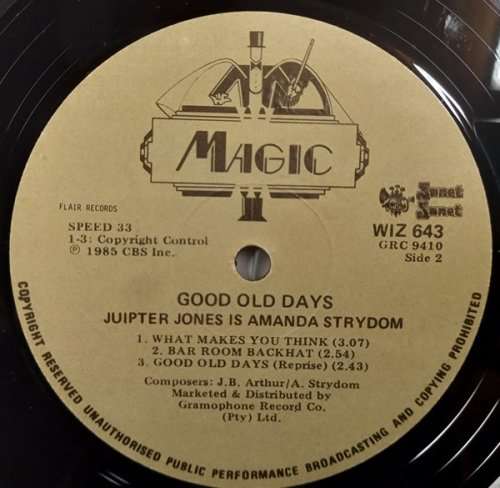 MAGIC
FLAIR RECORDS
Sunet
Sunet
SPEED 33
1-3: Copyright Control
℗ 1985 CBS Inc.
WIZ 643
GRC 9410
Side 2
GOOD OLD DAYS
JUIPTER JONES IS AMANDA STRYDOM
1. WHAT MAKES YOU THINK (3.07)
2. BAR ROOM BACKHAT (2.54)
3. GOOD OLD DAYS (Reprise) (2.43)
Composers: J.B. Arthur/A. Strydom
Marketed & Distributed by
Gramophone Record Co.
(Pty) Ltd.
COPYRIGHT RESERVED UNAUTHORISED PUBLIC PERFORMANCE BROADCASTING AND COPYING PROHIBITED